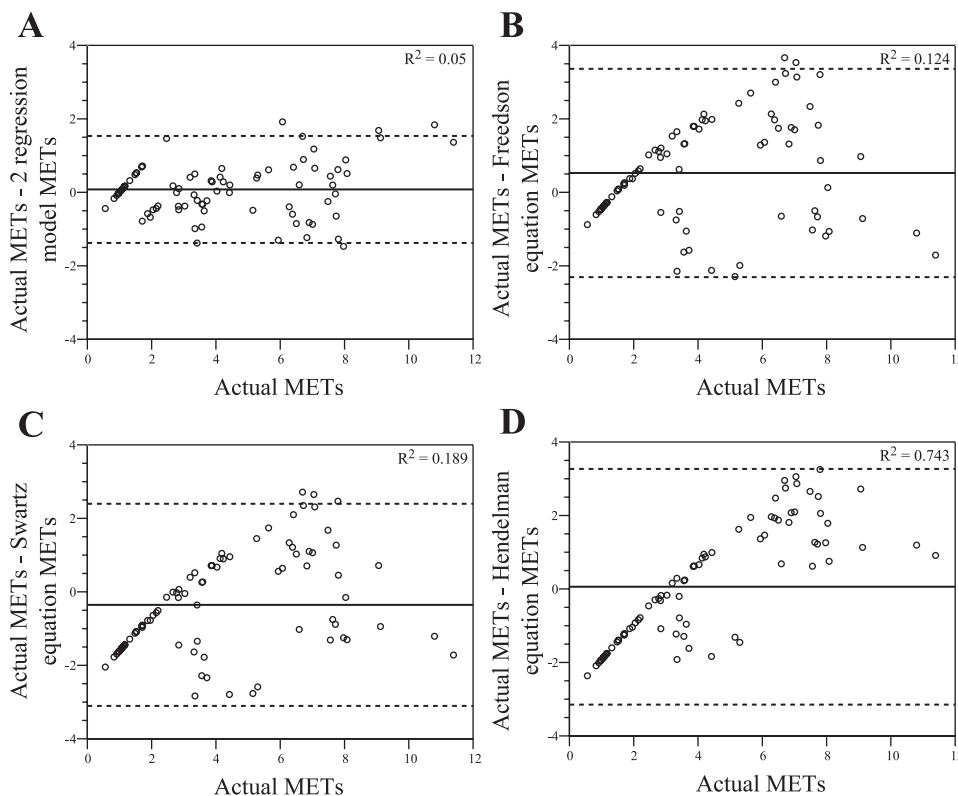 A
Actual METs - 2 regression
model METs
4
2
0
-2
-4
R2 = 0.05
0 2 4 6 8 10 12
Actual METs
B
Actual METs - Freedson
equation METs
4
2
0
-2
-4
R2 = 0.124
0 2 4 6 8 10 12
Actual METs
C
Actual METs - Swartz
equation METs
4
2
0
-2
-4
R2 = 0.189
0 2 4 6 8 10 12
Actual METs
D
Actual METs - Hendelman
equation METs
4
2
0
-2
-4
R2 = 0.743
0 2 4 6 8 10 12
Actual METs